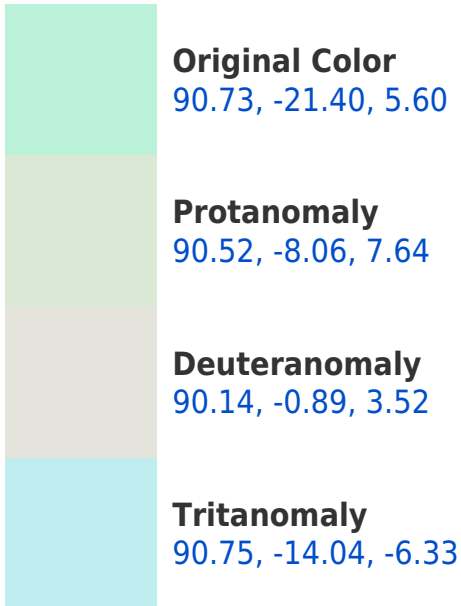 Original Color
90.73, -21.40, 5.60
Protanomaly
90.52, -8.06, 7.64
Deuteranomaly
90.14, -0.89, 3.52
Tritanomaly
90.75, -14.04, -6.33